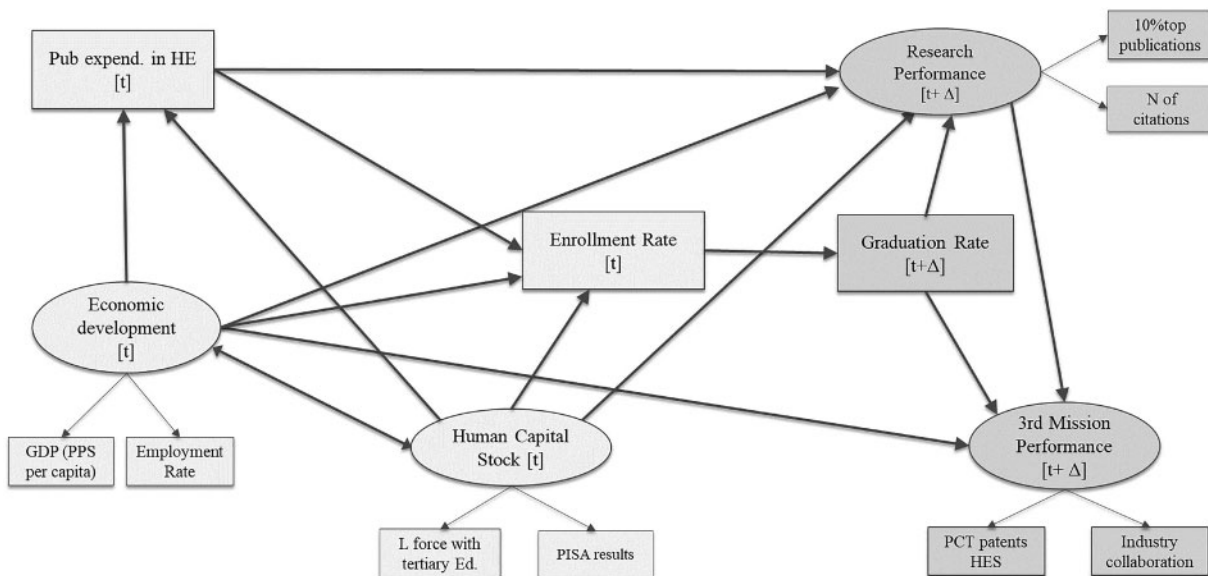 Pub expend. in HE
[t]
Research
Performance
[t+ Δ]
10%top
publications
N of
citations
Enrollment Rate
[t]
Graduation Rate
[t+Δ]
Economic
development
[t]
GDP (PPS
per capita)
Employment
Rate
Human Capital
Stock [t]
L force with
tertiary Ed.
PISA results
3rd Mission
Performance
[t+ Δ]
PCT patents
HES
Industry
collaboration